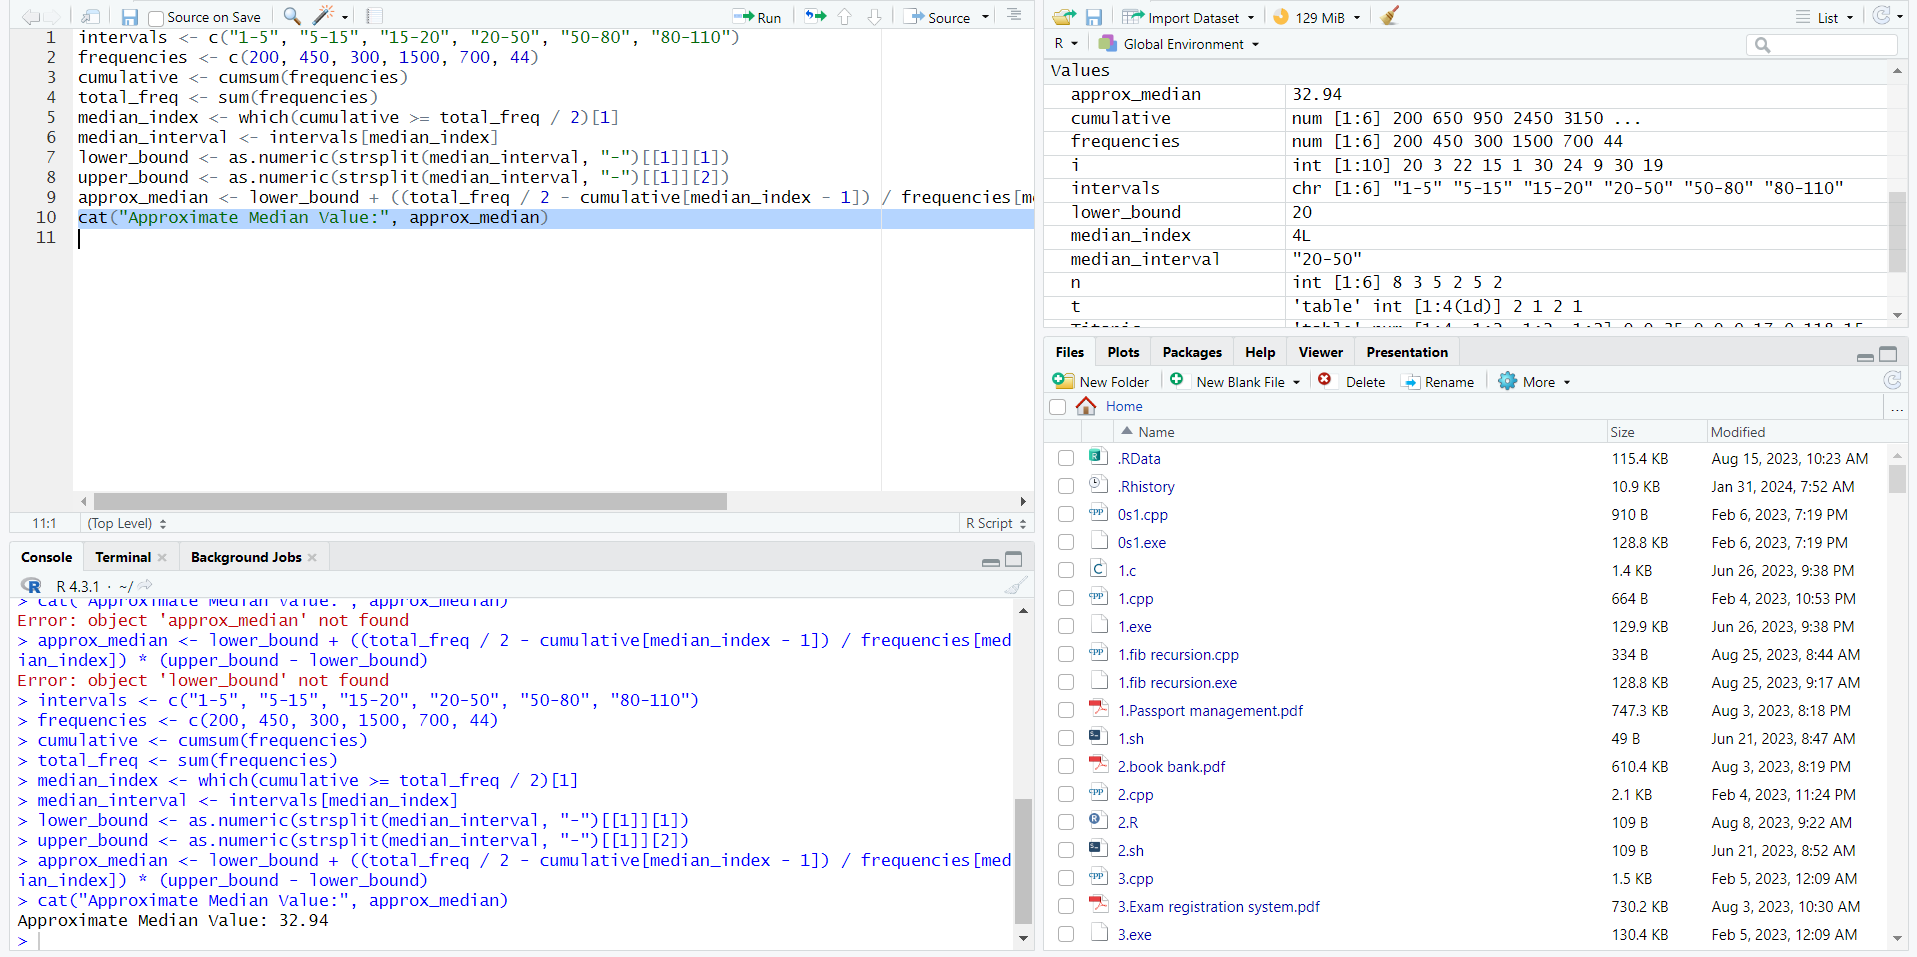 Source on Save
Run
Source
1 intervals <- c("1-5", "5-15", "15-20", "20-50", "50-80", "80-110")
2 frequencies <- c(200, 450, 300, 1500, 700, 44)
3 cumulative <- cumsum(frequencies)
4 total_freq <- sum(frequencies)
5 median_index <- which(cumulative >= total_freq / 2)[1]
6 median_interval <- intervals[median_index]
7 lower_bound <- as.numeric(strsplit(median_interval, "-")[[1]][1])
8 upper_bound <- as.numeric(strsplit(median_interval, "-")[[1]][2])
9 approx_median <- lower_bound + ((total_freq / 2 - cumulative[median_index - 1]) / frequencies[m
10 cat("Approximate Median Value:", approx_median)
11
11:1 (Top Level) R Script
Console Terminal Background Jobs
R 4.3.1 · ~/
> cat("Approximate Median Value:", approx_median)
Error: object 'approx_median' not found
> approx_median <- lower_bound + ((total_freq / 2 - cumulative[median_index - 1]) / frequencies[med
ian_index]) * (upper_bound - lower_bound)
Error: object 'lower_bound' not found
> intervals <- c("1-5", "5-15", "15-20", "20-50", "50-80", "80-110")
> frequencies <- c(200, 450, 300, 1500, 700, 44)
> cumulative <- cumsum(frequencies)
> total_freq <- sum(frequencies)
> median_index <- which(cumulative >= total_freq / 2)[1]
> median_interval <- intervals[median_index]
> lower_bound <- as.numeric(strsplit(median_interval, "-")[[1]][1])
> upper_bound <- as.numeric(strsplit(median_interval, "-")[[1]][2])
> approx_median <- lower_bound + ((total_freq / 2 - cumulative[median_index - 1]) / frequencies[med
ian_index]) * (upper_bound - lower_bound)
> cat("Approximate Median Value:", approx_median)
Approximate Median Value: 32.94
>
Import Dataset 129 MiB List
R Global Environment
Values
approx_median 32.94
cumulative num [1:6] 200 650 950 2450 3150 ...
frequencies num [1:6] 200 450 300 1500 700 44
i int [1:10] 20 3 22 15 1 30 24 9 30 19
intervals chr [1:6] "1-5" "5-15" "15-20" "20-50" "50-80" "80-110"
lower_bound 20
median_index 4L
median_interval "20-50"
n int [1:6] 8 3 5 2 5 2
t 'table' int [1:4(1d)] 2 1 2 1
Files Plots Packages Help Viewer Presentation
New Folder New Blank File Delete Rename More
Home ...
Name Size Modified
.RData 115.4 KB Aug 15, 2023, 10:23 AM
.Rhistory 10.9 KB Jan 31, 2024, 7:52 AM
0s1.cpp 910 B Feb 6, 2023, 7:19 PM
0s1.exe 128.8 KB Feb 6, 2023, 7:19 PM
1.c 1.4 KB Jun 26, 2023, 9:38 PM
1.cpp 664 B Feb 4, 2023, 10:53 PM
1.exe 129.9 KB Jun 26, 2023, 9:38 PM
1.fib recursion.cpp 334 B Aug 25, 2023, 8:44 AM
1.fib recursion.exe 128.8 KB Aug 25, 2023, 9:17 AM
1.Passport management.pdf 747.3 KB Aug 3, 2023, 8:18 PM
1.sh 49 B Jun 21, 2023, 8:47 AM
2.book bank.pdf 610.4 KB Aug 3, 2023, 8:19 PM
2.cpp 2.1 KB Feb 4, 2023, 11:24 PM
2.R 109 B Aug 8, 2023, 9:22 AM
2.sh 109 B Jun 21, 2023, 8:52 AM
3.cpp 1.5 KB Feb 5, 2023, 12:09 AM
3.Exam registration system.pdf 730.2 KB Aug 3, 2023, 10:30 AM
3.exe 130.4 KB Feb 5, 2023, 12:09 AM